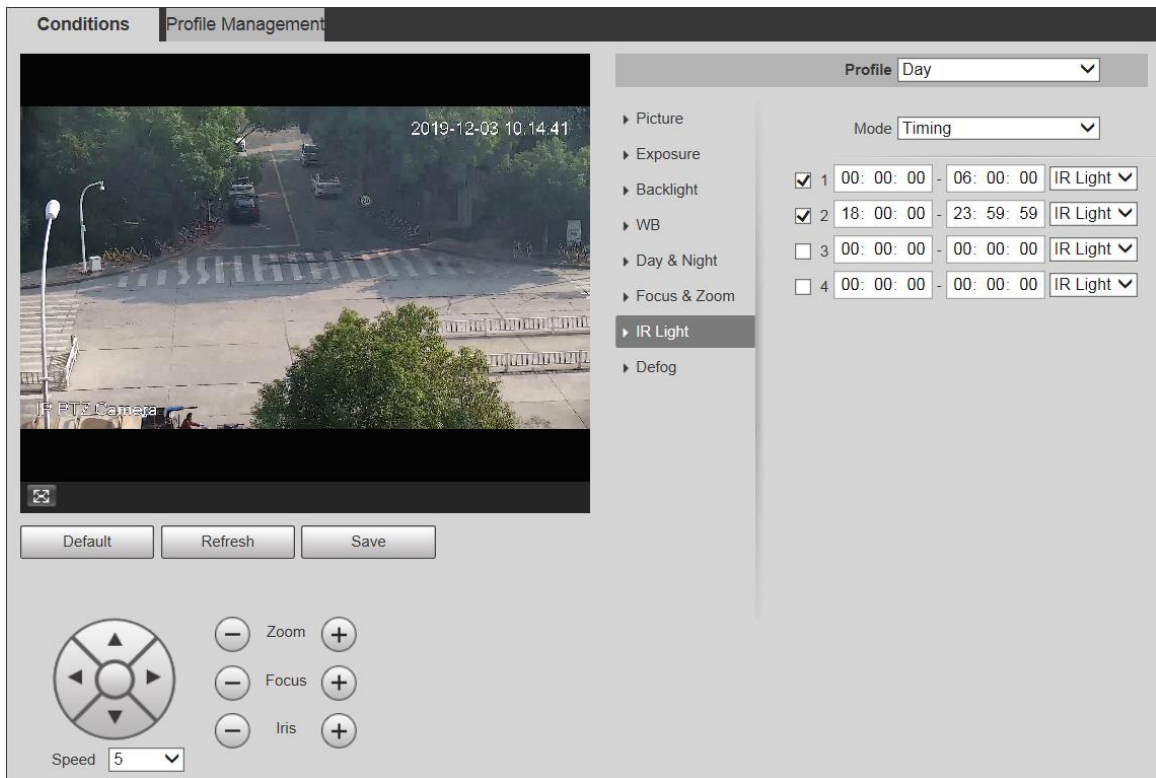 Conditions
Profile Management
2019-12-03 10:14:41
IP PTZ Camera
Default
Refresh
Save
Zoom
Focus
Iris
Speed 5
Profile Day
Picture
Exposure
Backlight
WB
Day & Night
Focus & Zoom
IR Light
Defog
Mode Timing
1 00: 00: 00 - 06: 00: 00 IR Light
2 18: 00: 00 - 23: 59: 59 IR Light
3 00: 00: 00 - 00: 00: 00 IR Light
4 00: 00: 00 - 00: 00: 00 IR Light